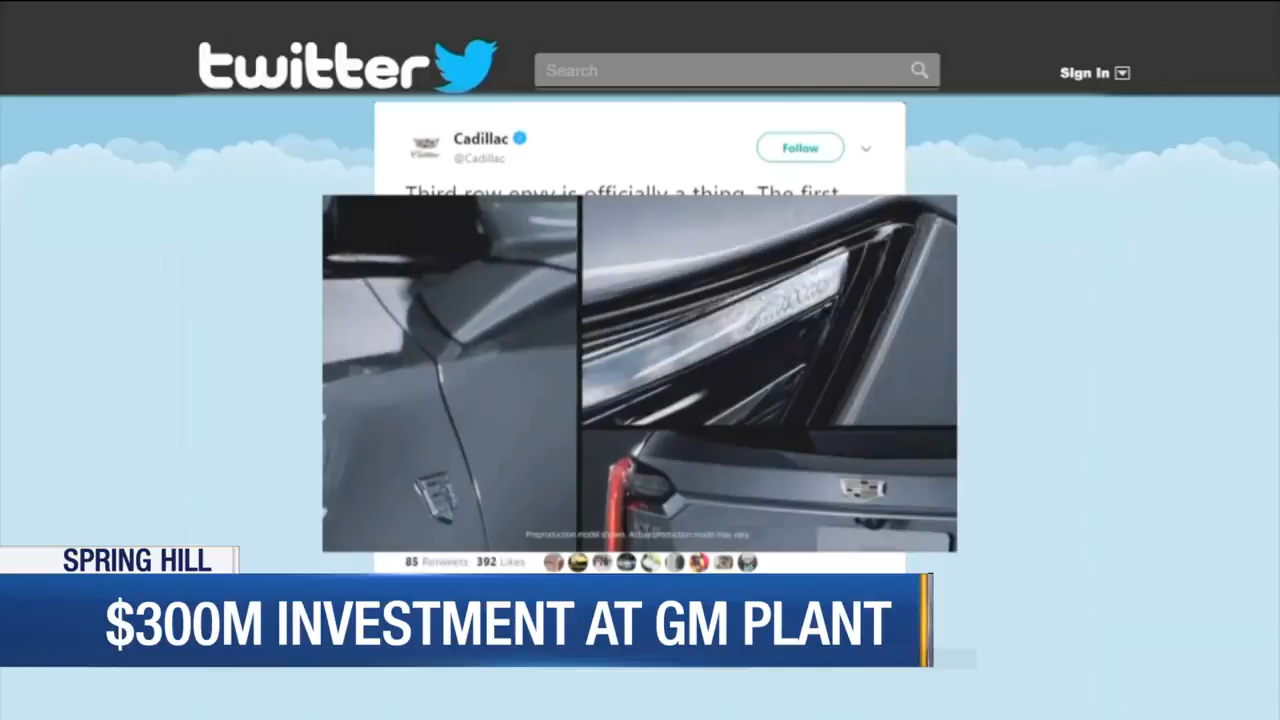 twitter
Search
Sign In
Cadillac
@Cadillac
Follow
Third row envy is officially a thing. The first
Preproduction model shown. Actual production model may vary.
85 Retweets 392 Likes
SPRING HILL
$300M INVESTMENT AT GM PLANT